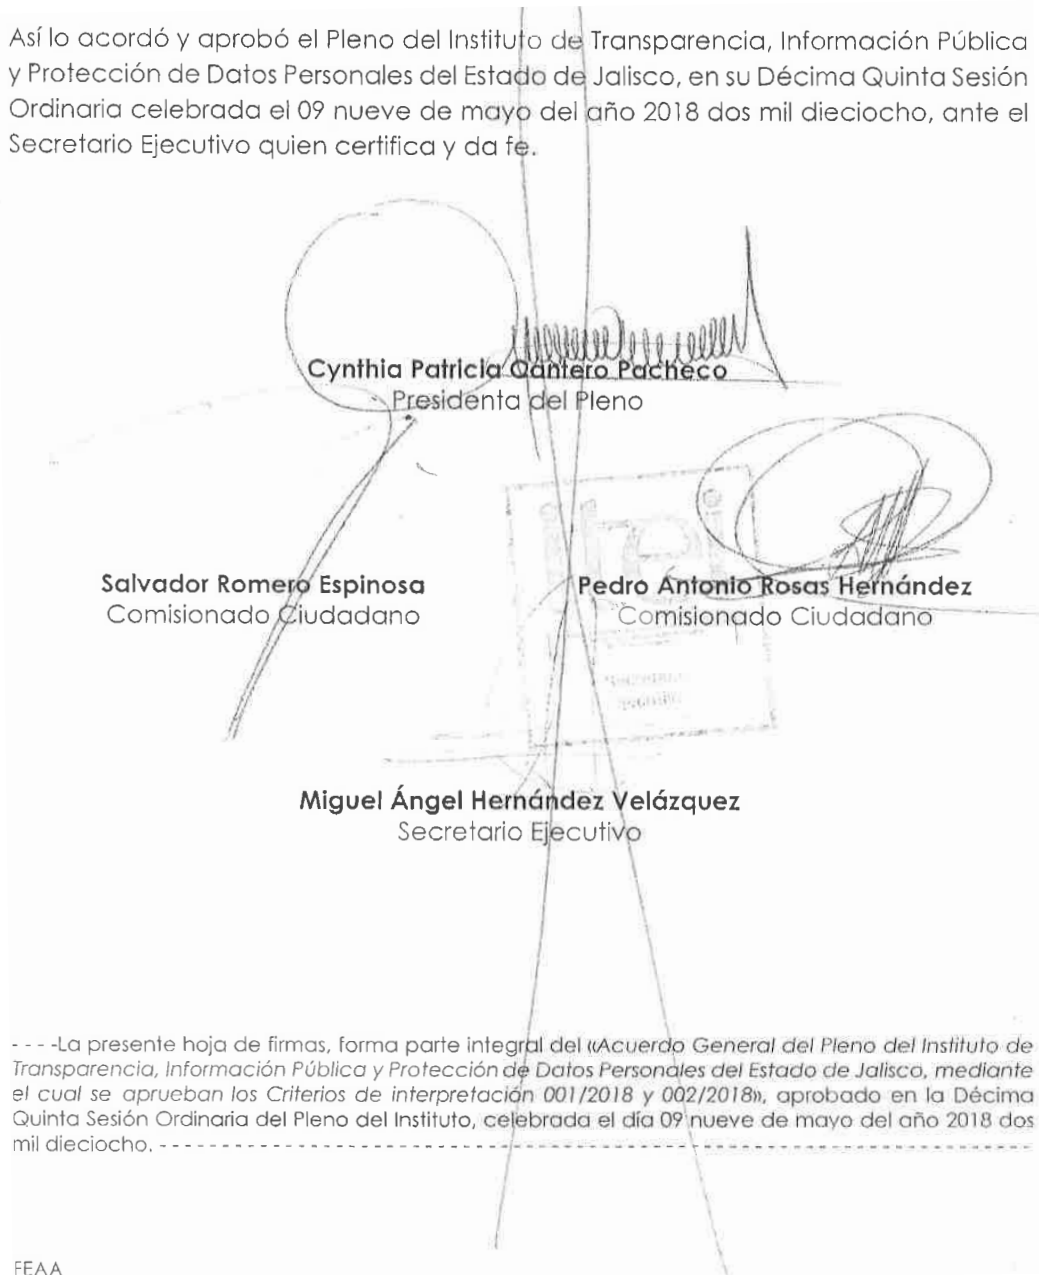 Así lo acordó y aprobó el Pleno del Instituto de Transparencia, Información Pública
y Protección de Datos Personales del Estado de Jalisco, en su Décima Quinta Sesión
Ordinaria celebrada el 09 nueve de mayo del año 2018 dos mil dieciocho, ante el
Secretario Ejecutivo quien certifica y da fe.
Cynthia Patricia Cantero Pacheco
Presidenta del Pleno
itei
Salvador Romero Espinosa
Comisionado Ciudadano
Pedro Antonio Rosas Hernández
Comisionado Ciudadano
Miguel Ángel Hernández Velázquez
Secretario Ejecutivo
- - - -La presente hoja de firmas, forma parte integral del «Acuerdo General del Pleno del Instituto de
Transparencia, Información Pública y Protección de Datos Personales del Estado de Jalisco, mediante
el cual se aprueban los Criterios de interpretación 001/2018 y 002/2018», aprobado en la Décima
Quinta Sesión Ordinaria del Pleno del Instituto, celebrada el día 09 nueve de mayo del año 2018 dos
mil dieciocho. - - - - - - - - - - - - - - - - - - - - - - - - - - - - - - - - - - - - - - - - - - - - - - - - - - - - - - - - - - - - - - - -
FEAA